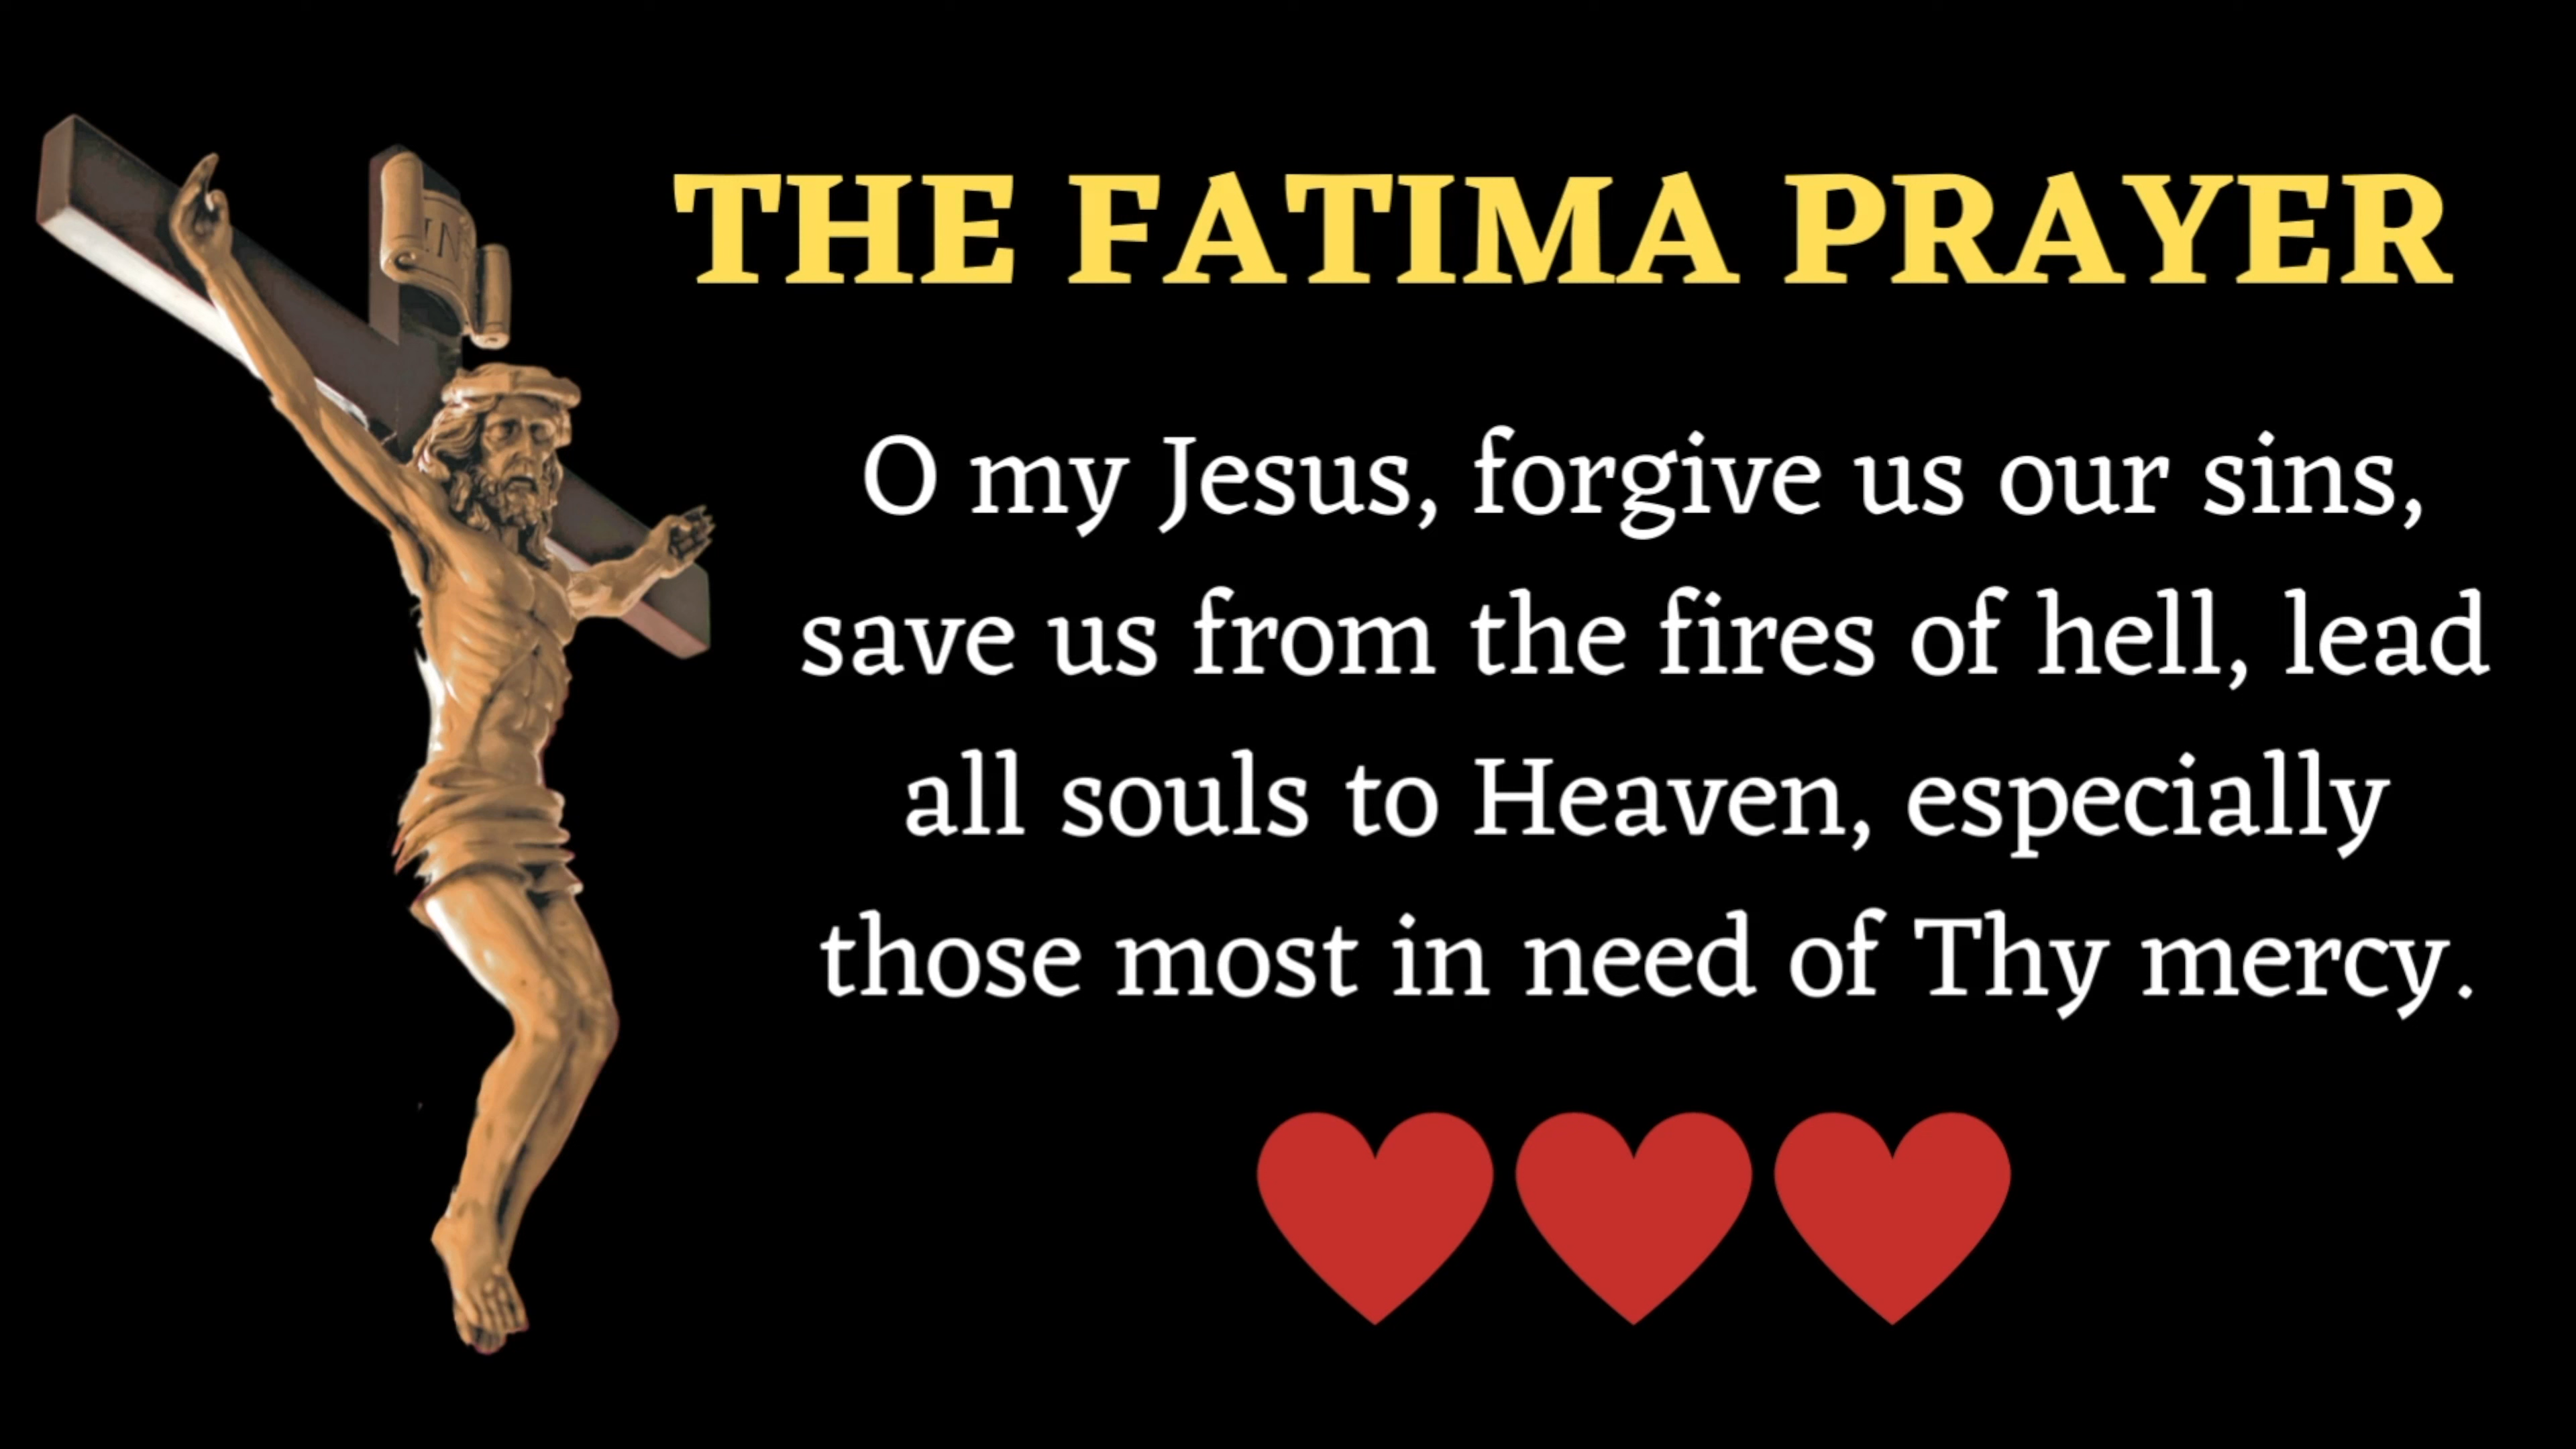 IN
THE FATIMA PRAYER
O my Jesus, forgive us our sins,
save us from the fires of hell, lead
all souls to Heaven, especially
those most in need of Thy mercy.